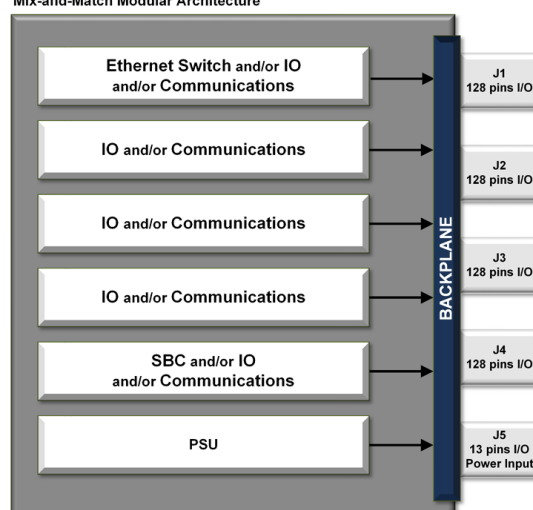 Mix-and-Match Modular Architecture
Ethernet Switch and/or IO
and/or Communications
IO and/or Communications
IO and/or Communications
IO and/or Communications
SBC and/or IO
and/or Communications
PSU
BACKPLANE
J1
128 pins I/O
J2
128 pins I/O
J3
128 pins I/O
J4
128 pins I/O
J5
13 pins I/O
Power Input